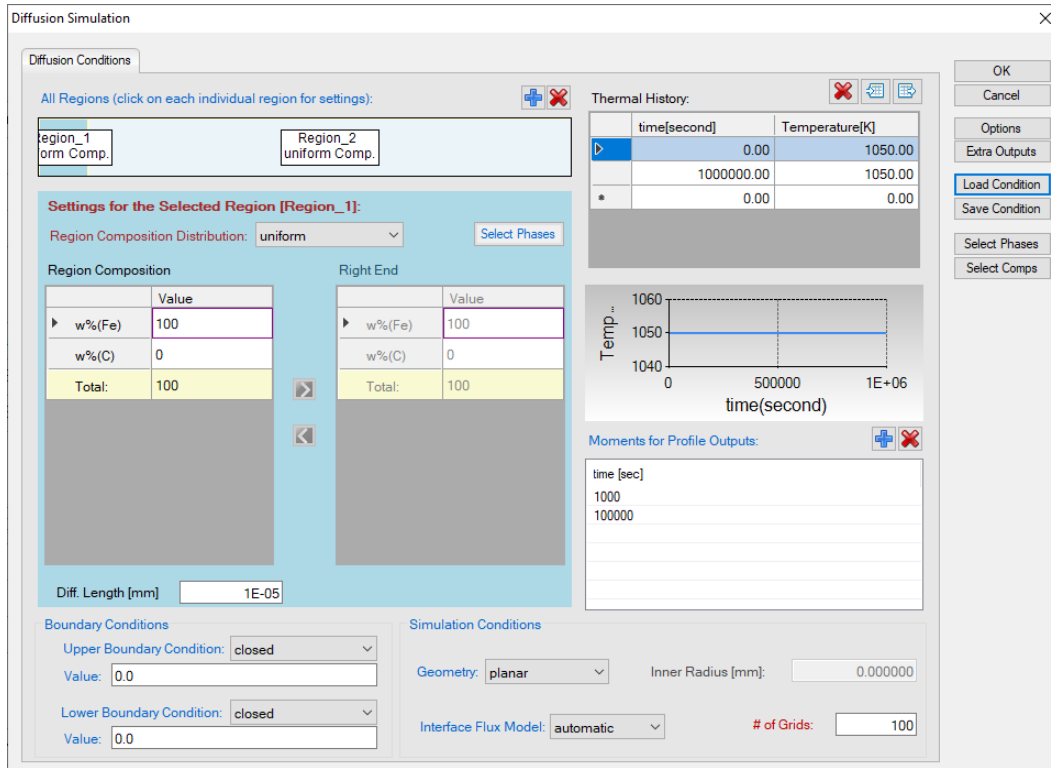 Diffusion Simulation
Diffusion Conditions
All Regions (click on each individual region for settings):
Region_1
orm Comp.
Region_2
uniform Comp.
Settings for the Selected Region [Region_1]:
Region Composition Distribution: uniform
Select Phases
Region Composition
Right End
Value
w%(Fe) 100
w%(C) 0
Total: 100
Value
w%(Fe) 100
w%(C) 0
Total: 100
Diff. Length [mm] 1E-05
Boundary Conditions
Upper Boundary Condition: closed
Value: 0.0
Lower Boundary Condition: closed
Value: 0.0
Thermal History:
time[second] Temperature[K]
0.00 1050.00
1000000.00 1050.00
* 0.00 0.00
1060
1050
1040
Temp...
0 500000 1E+06
time(second)
Moments for Profile Outputs:
time [sec]
1000
100000
Simulation Conditions
Geometry: planar
Inner Radius [mm]: 0.000000
Interface Flux Model: automatic
# of Grids: 100
OK
Cancel
Options
Extra Outputs
Load Condition
Save Condition
Select Phases
Select Comps